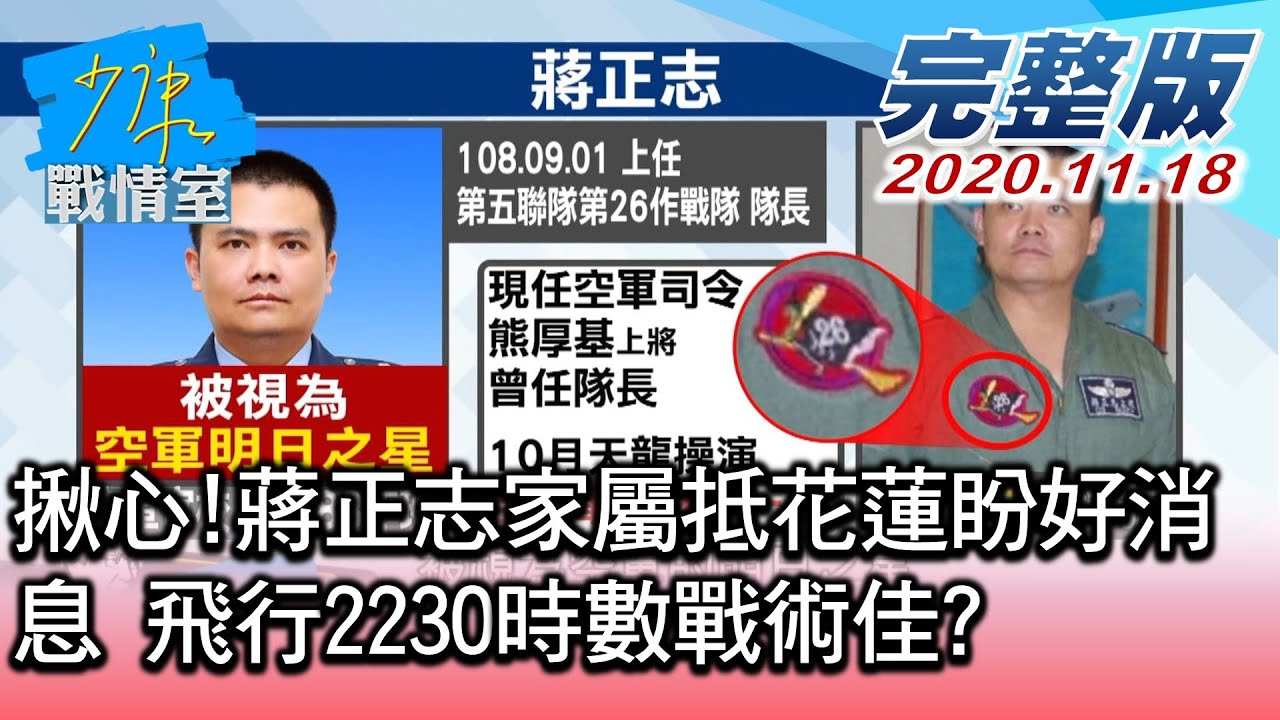 少康
戰情室
蔣正志
完整版
2020.11.18
108.09.01 上任
第五聯隊第26作戰隊 隊長
現任空軍司令
熊厚基上將
曾任隊長
10月天龍操演
26
26
被視為
空軍明日之星
揪心!蔣正志家屬抵花蓮盼好消
息 飛行2230時數戰術佳?